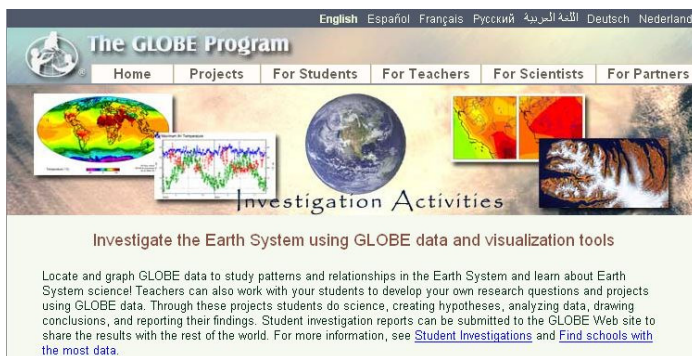 English Español Français Русский اللغة العربية Deutsch Nederland
The GLOBE Program
Home Projects For Students For Teachers For Scientists For Partners
Investigation Activities
Investigate the Earth System using GLOBE data and visualization tools
Locate and graph GLOBE data to study patterns and relationships in the Earth System and learn about Earth
System science! Teachers can also work with your students to develop your own research questions and projects
using GLOBE data. Through these projects students do science, creating hypotheses, analyzing data, drawing
conclusions, and reporting their findings. Student investigation reports can be submitted to the GLOBE Web site to
share the results with the rest of the world. For more information, see Student Investigations and Find schools with
the most data.